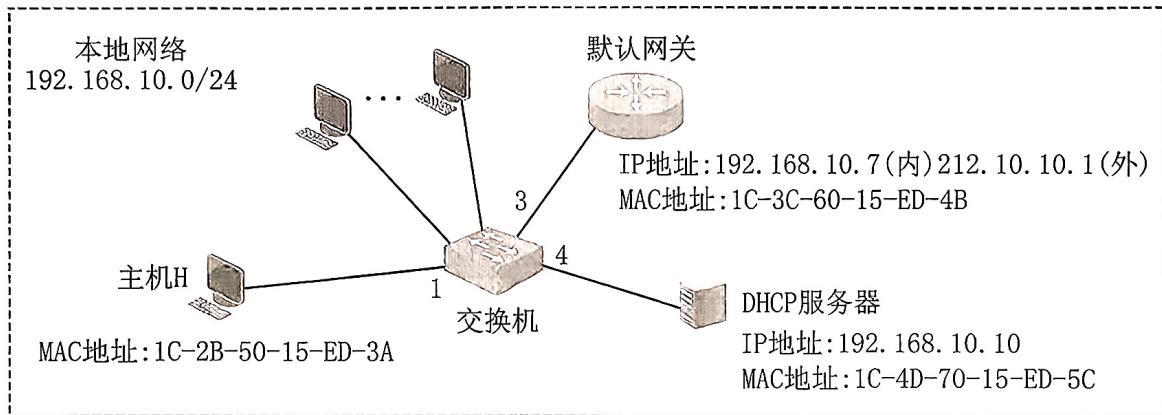 本地网络
192.168.10.0/24
默认网关
IP地址:192.168.10.7(内)212.10.10.1(外)
MAC地址:1C-3C-60-15-ED-4B
3
4
1
主机H
交换机
MAC地址:1C-2B-50-15-ED-3A
DHCP服务器
IP地址:192.168.10.10
MAC地址:1C-4D-70-15-ED-5C